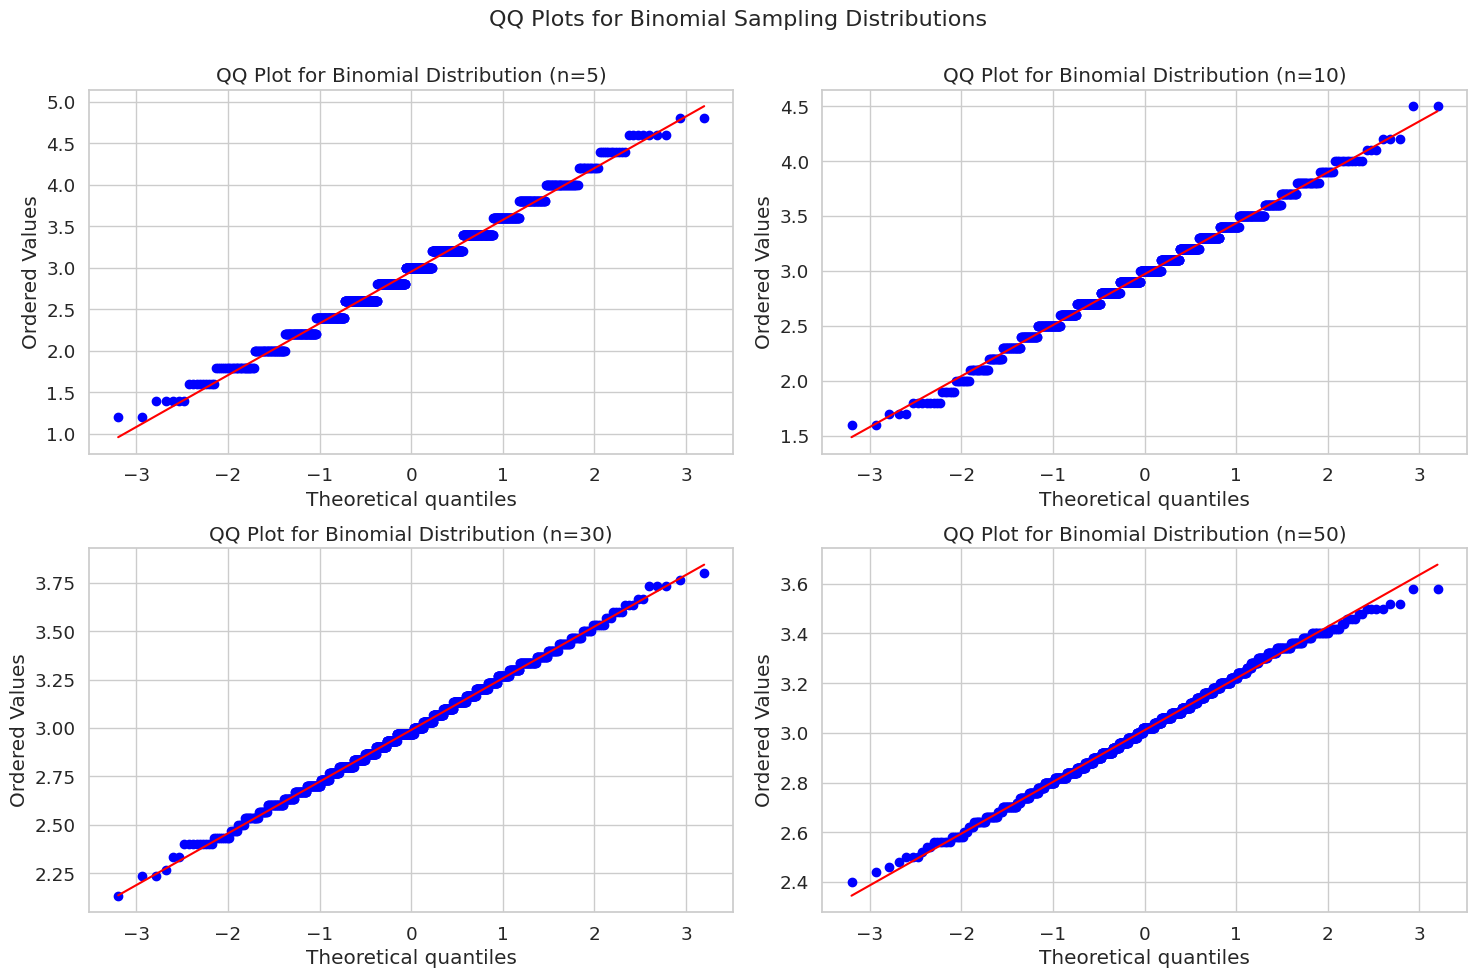 QQ Plots for Binomial Sampling Distributions
QQ Plot for Binomial Distribution (n=5)
5.0
4.5
4.0
3.5
3.0
2.5
2.0
1.5
1.0
Ordered Values
−3 −2 −1 0 1 2 3
Theoretical quantiles
QQ Plot for Binomial Distribution (n=10)
4.5
4.0
3.5
3.0
2.5
2.0
1.5
Ordered Values
−3 −2 −1 0 1 2 3
Theoretical quantiles
QQ Plot for Binomial Distribution (n=30)
3.75
3.50
3.25
3.00
2.75
2.50
2.25
Ordered Values
−3 −2 −1 0 1 2 3
Theoretical quantiles
QQ Plot for Binomial Distribution (n=50)
3.6
3.4
3.2
3.0
2.8
2.6
2.4
Ordered Values
−3 −2 −1 0 1 2 3
Theoretical quantiles